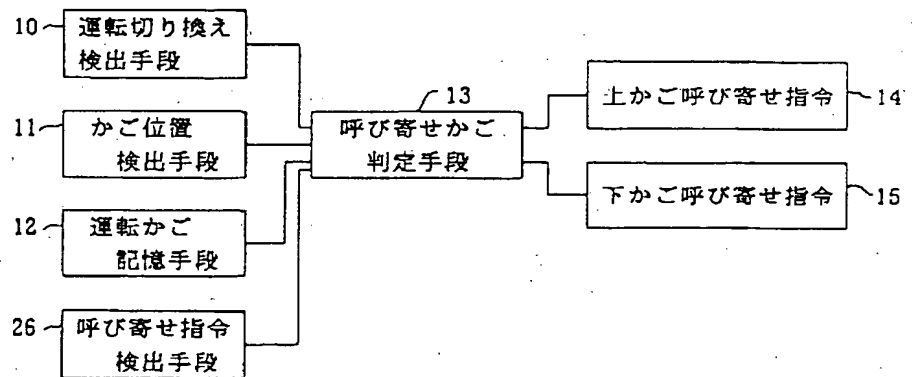 10
運転切り換え
検出手段
11
かご位置
検出手段
12
運転かご
記憶手段
26
呼び寄せ指令
検出手段
13
呼び寄せかご
判定手段
上かご呼び寄せ指令
14
下かご呼び寄せ指令
15